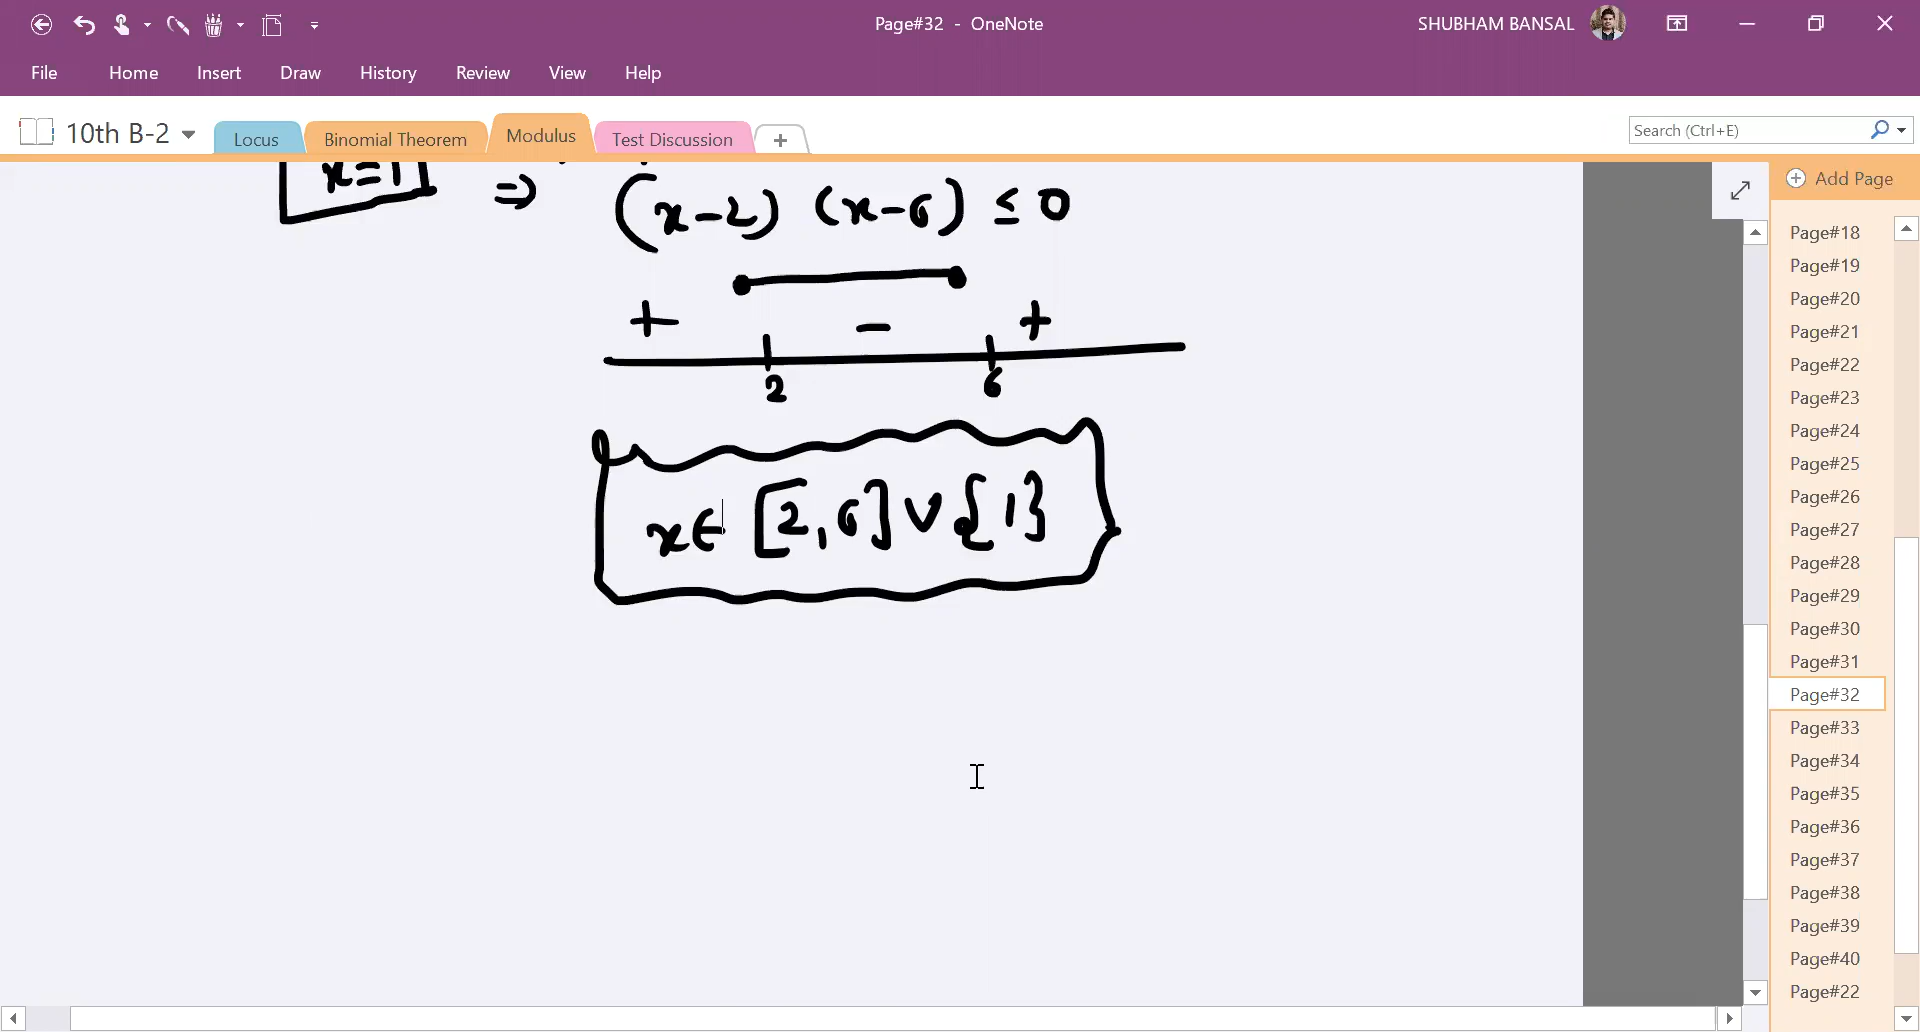 Page#32 - OneNote
SHUBHAM BANSAL
File Home Insert Draw History Review View Help
10th B-2
Locus
Binomial Theorem
Modulus
Test Discussion
Search (Ctrl+E)
Add Page
x=1
⇒ (x-2) (x-6) ≤ 0
+ - +
2 6
x∈ [2,6] ∪ {1}
Page#18
Page#19
Page#20
Page#21
Page#22
Page#23
Page#24
Page#25
Page#26
Page#27
Page#28
Page#29
Page#30
Page#31
Page#32
Page#33
Page#34
Page#35
Page#36
Page#37
Page#38
Page#39
Page#40
Page#22